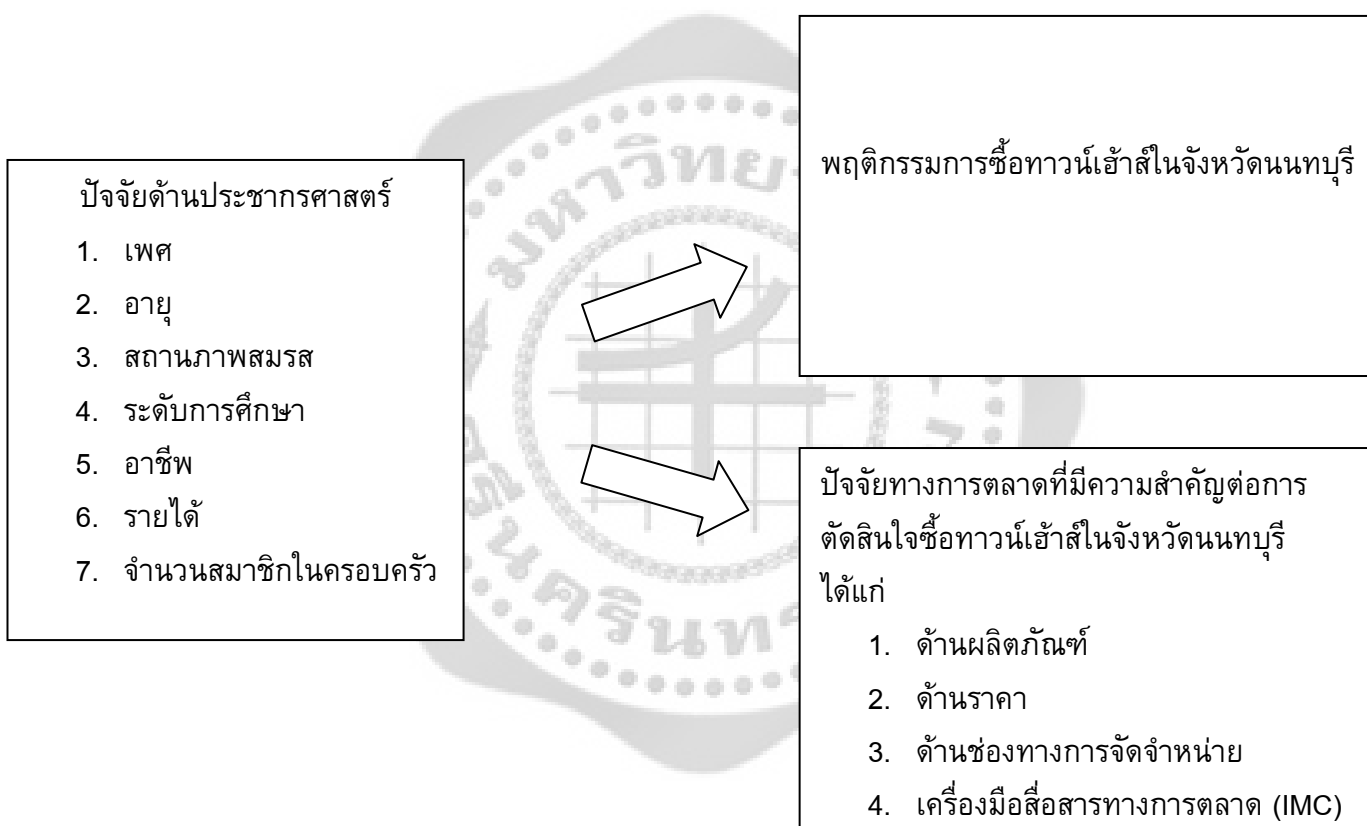 ปัจจัยด้านประชากรศาสตร์
1. เพศ
2. อายุ
3. สถานภาพสมรส
4. ระดับการศึกษา
5. อาชีพ
6. รายได้
7. จำนวนสมาชิกในครอบครัว
พฤติกรรมการซื้อทาวน์เฮ้าส์ในจังหวัดนนทบุรี
ปัจจัยทางการตลาดที่มีความสำคัญต่อการ
ตัดสินใจซื้อทาวน์เฮ้าส์ในจังหวัดนนทบุรี
ได้แก่
1. ด้านผลิตภัณฑ์
2. ด้านราคา
3. ด้านช่องทางการจัดจำหน่าย
4. เครื่องมือสื่อสารทางการตลาด (IMC)